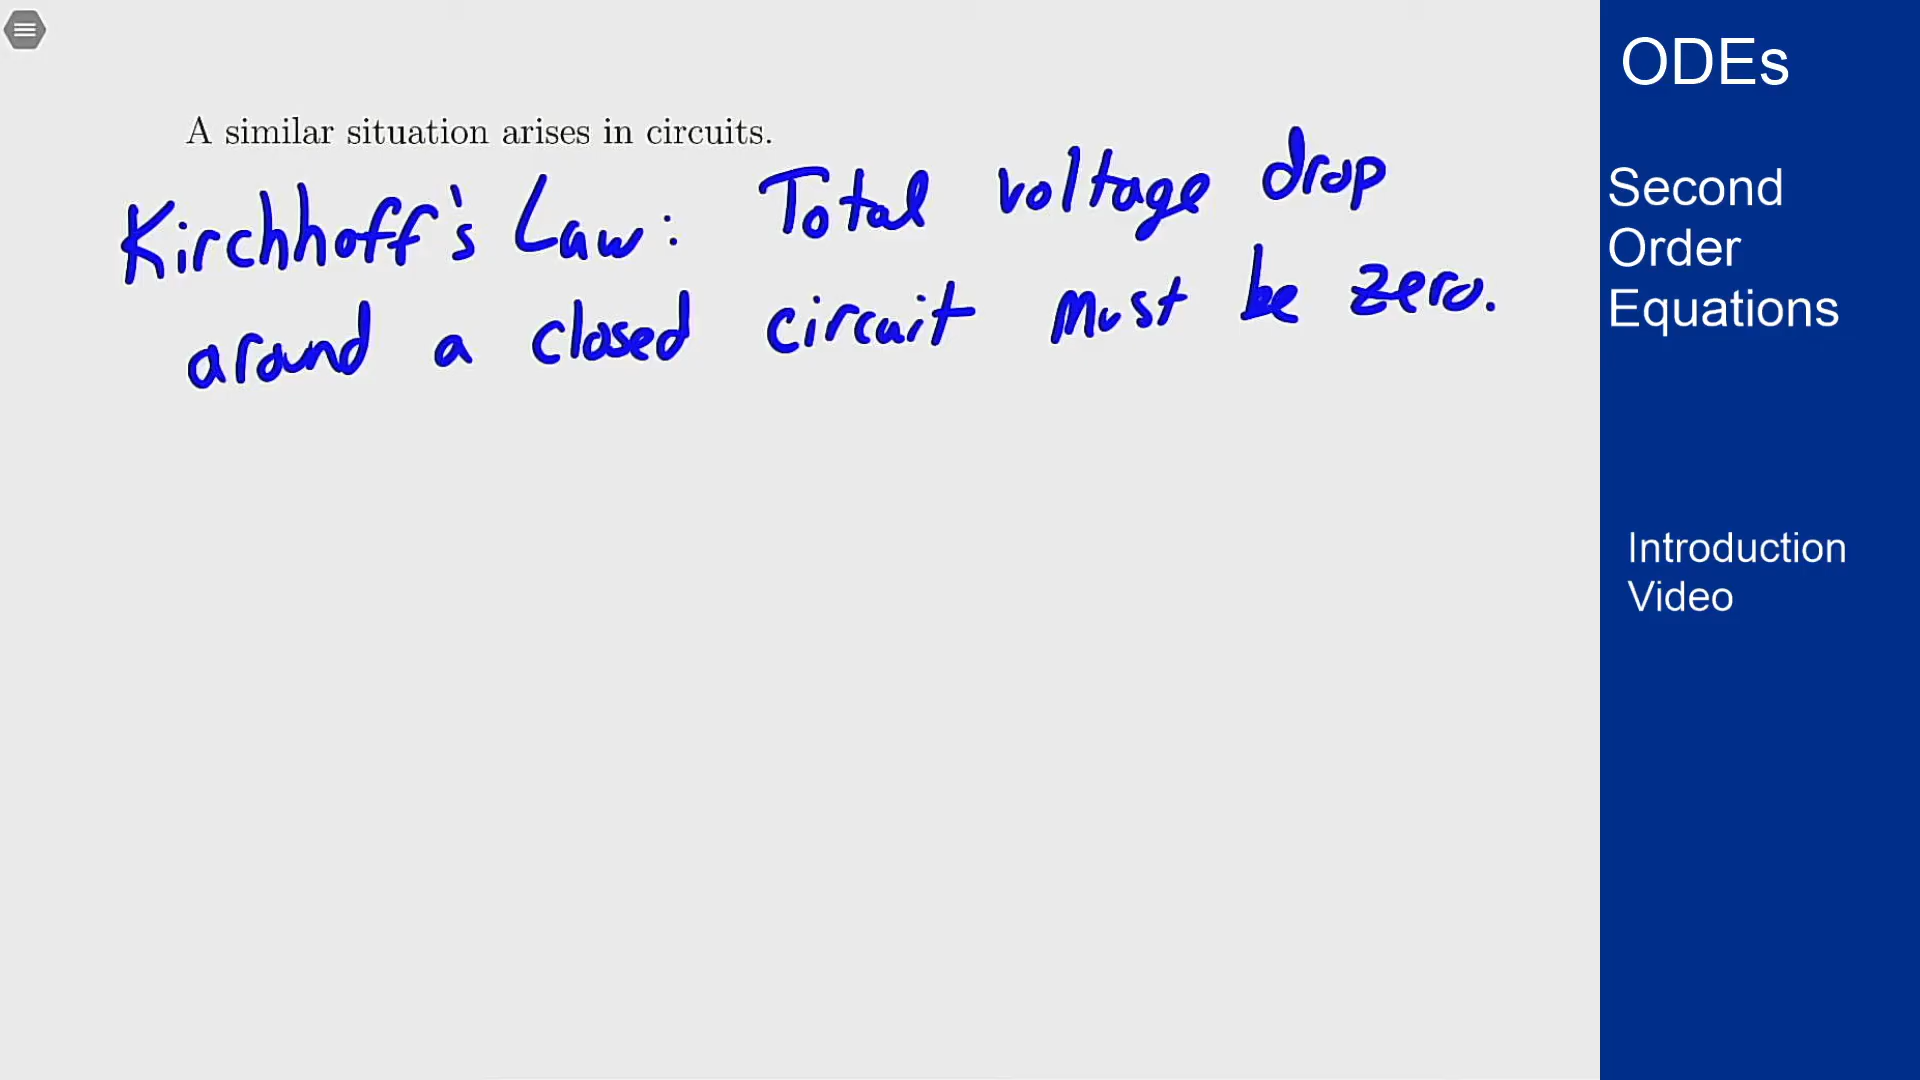 A similar situation arises in circuits.
Kirchhoff's Law: Total voltage drop
around a closed circuit must be zero.
ODEs
Second
Order
Equations
Introduction
Video